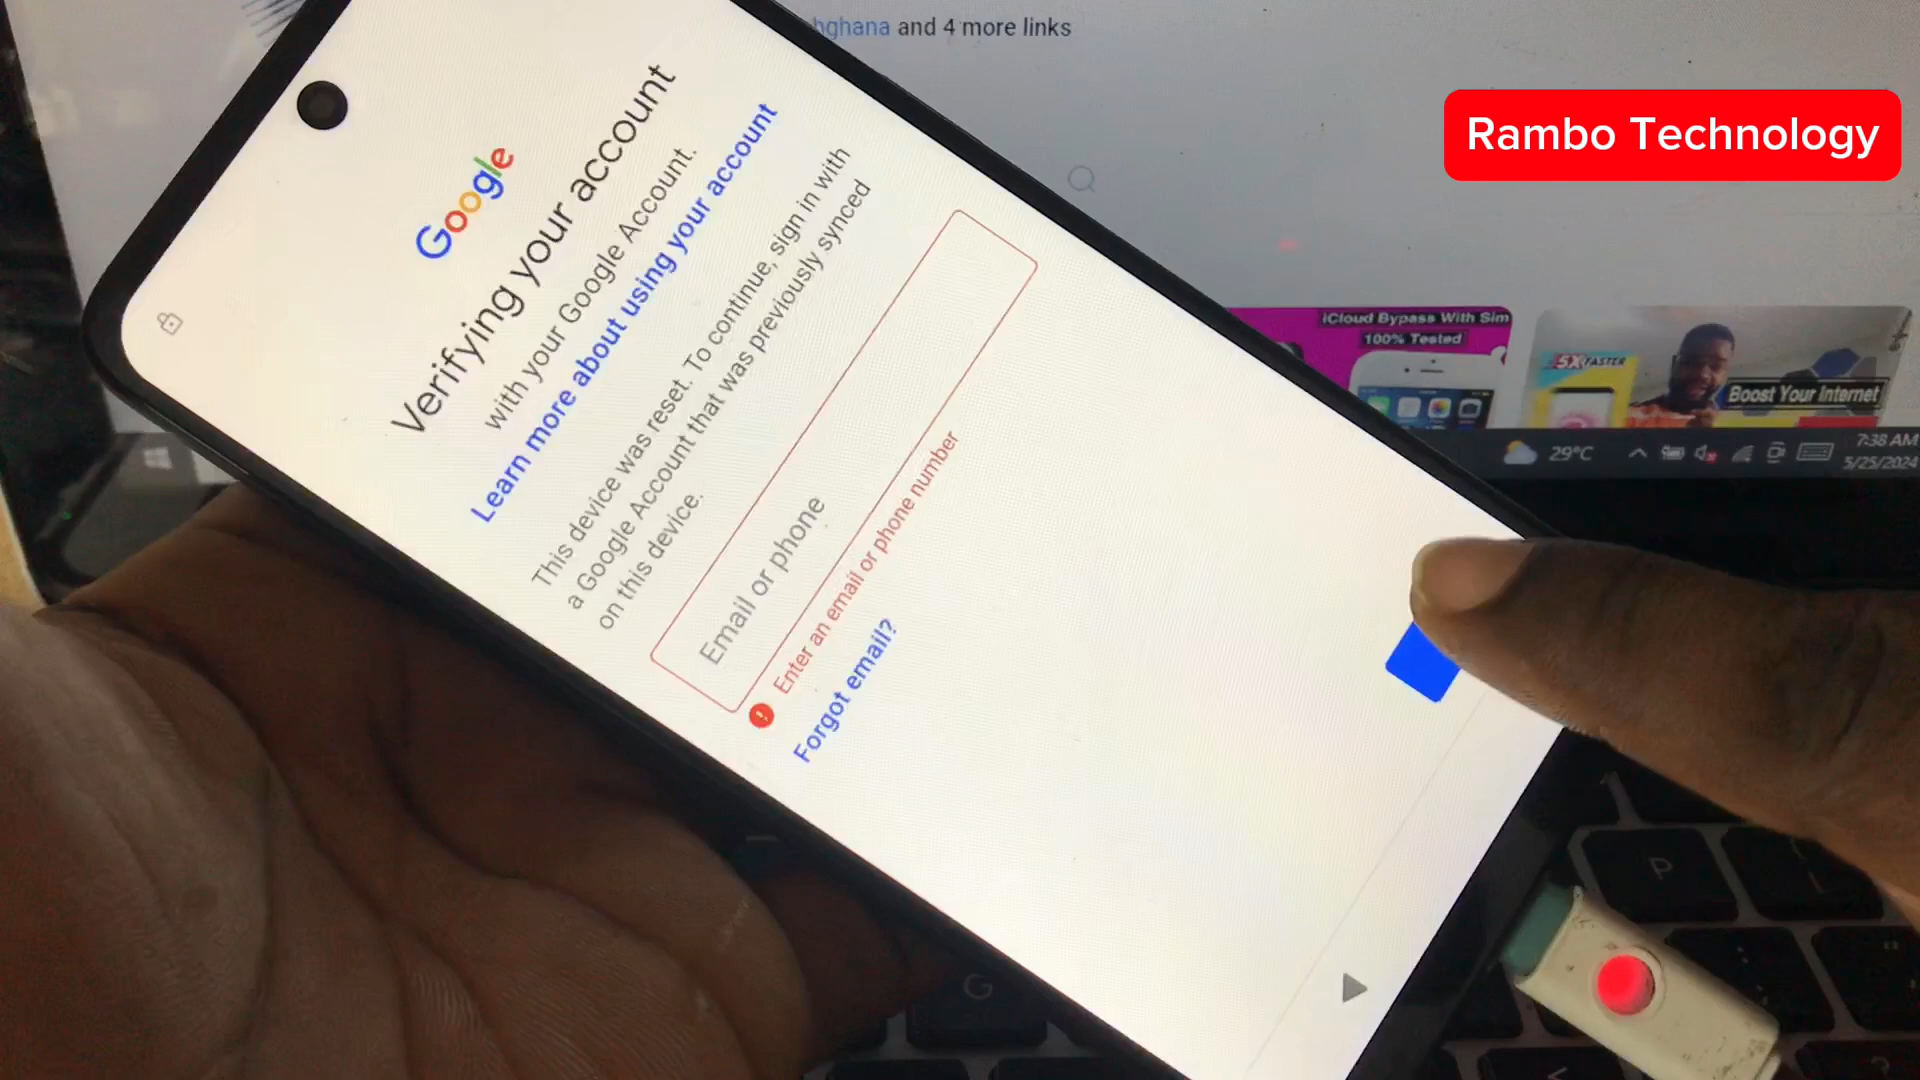 hghana and 4 more links
Rambo Technology
Google
Verifying your account
with your Google Account.
Learn more about using your account
This device was reset. To continue, sign in with
a Google Account that was previously synced
on this device.
Email or phone
Enter an email or phone number
Forgot email?
iCloud Bypass With Sim
100% Tested
5X FASTER
Boost Your Internet
29°C
7:38 AM
5/25/2024
P
G